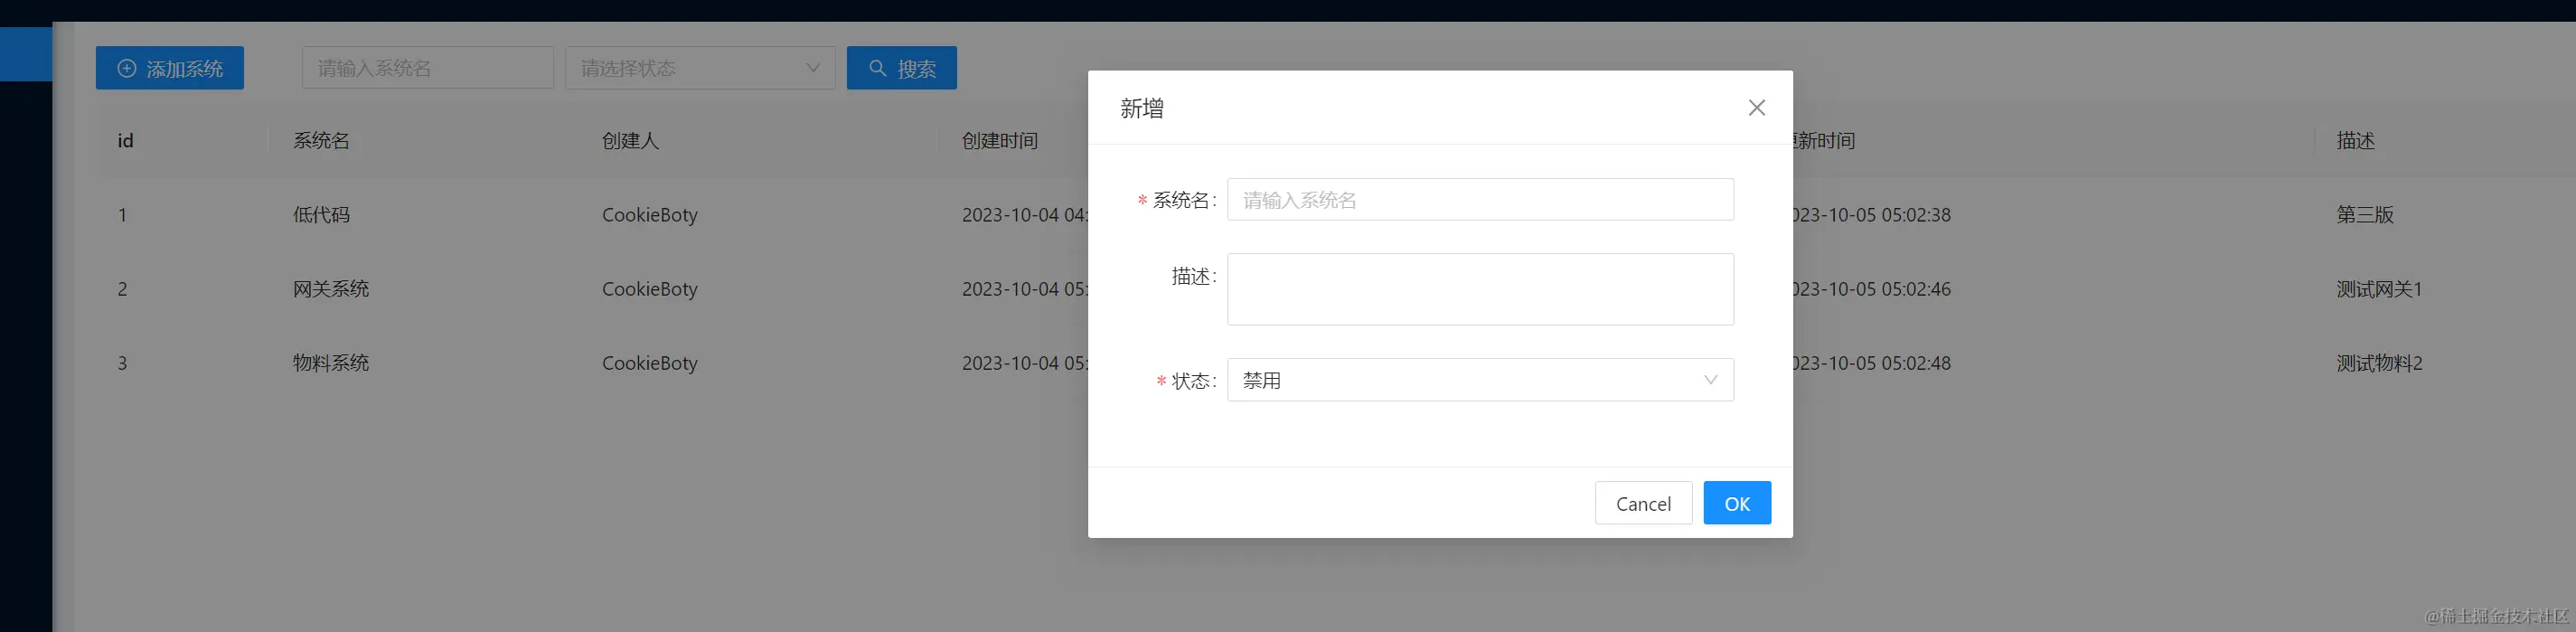 添加系统 请输入系统名 请选择状态 搜索
id 系统名 创建人 创建时间 更新时间 描述
1 低代码 CookieBoty 2023-10-04 04: 023-10-05 05:02:38 第三版
2 网关系统 CookieBoty 2023-10-04 05: 023-10-05 05:02:46 测试网关1
3 物料系统 CookieBoty 2023-10-04 05: 023-10-05 05:02:48 测试物料2
新增
* 系统名: 请输入系统名
描述:
* 状态: 禁用
Cancel OK
@稀土掘金技术社区